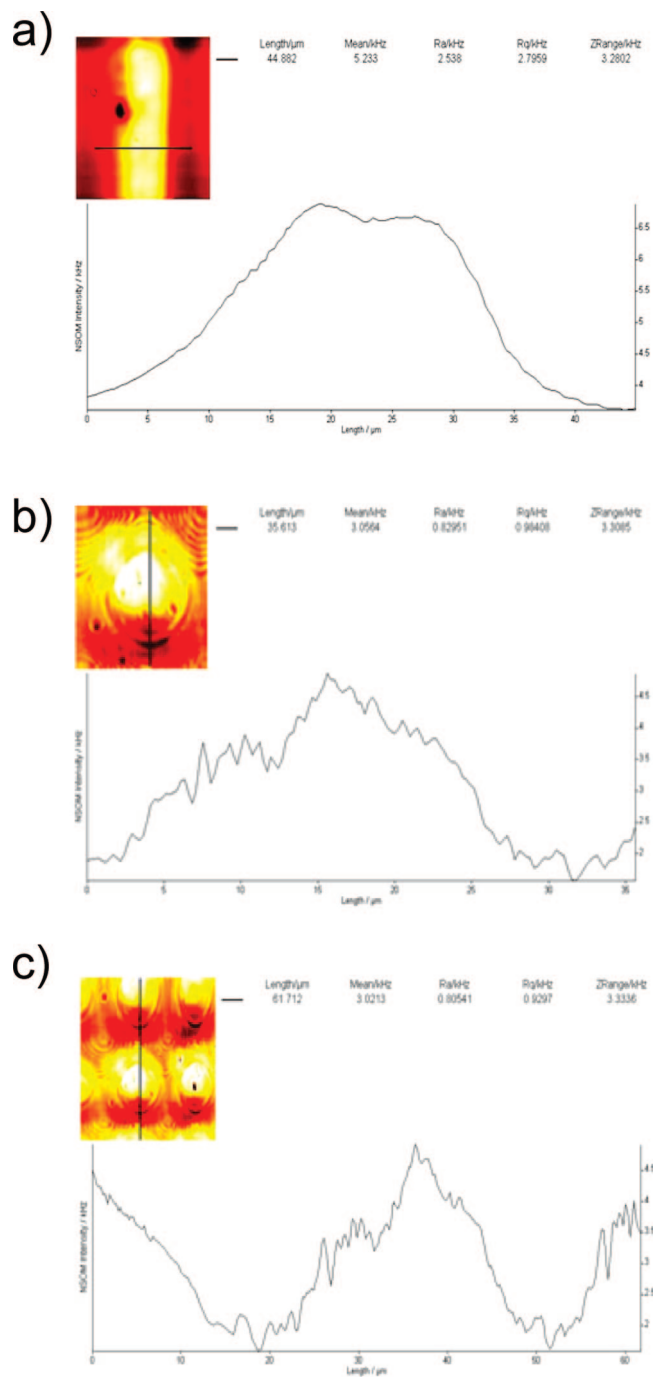 a)
Length/µm Mean/kHz Ra/kHz Rq/kHz ZRange/kHz
44.882 5.233 2.538 2.7959 3.2802
NSOM Intensity / kHz
6.5
6
5.5
5
4.5
4
0 5 10 15 20 25 30 35 40
Length / µm
b)
Length/µm Mean/kHz Ra/kHz Rq/kHz ZRange/kHz
35.613 3.0564 0.82951 0.98408 3.3085
NSOM Intensity / kHz
4.5
4
3.5
3
2.5
2
0 5 10 15 20 25 30 35
Length / µm
c)
Length/µm Mean/kHz Ra/kHz Rq/kHz ZRange/kHz
61.712 3.0213 0.80541 0.9297 3.3336
NSOM Intensity / kHz
4.5
4
3.5
3
2.5
2
0 10 20 30 40 50 60
Length / µm